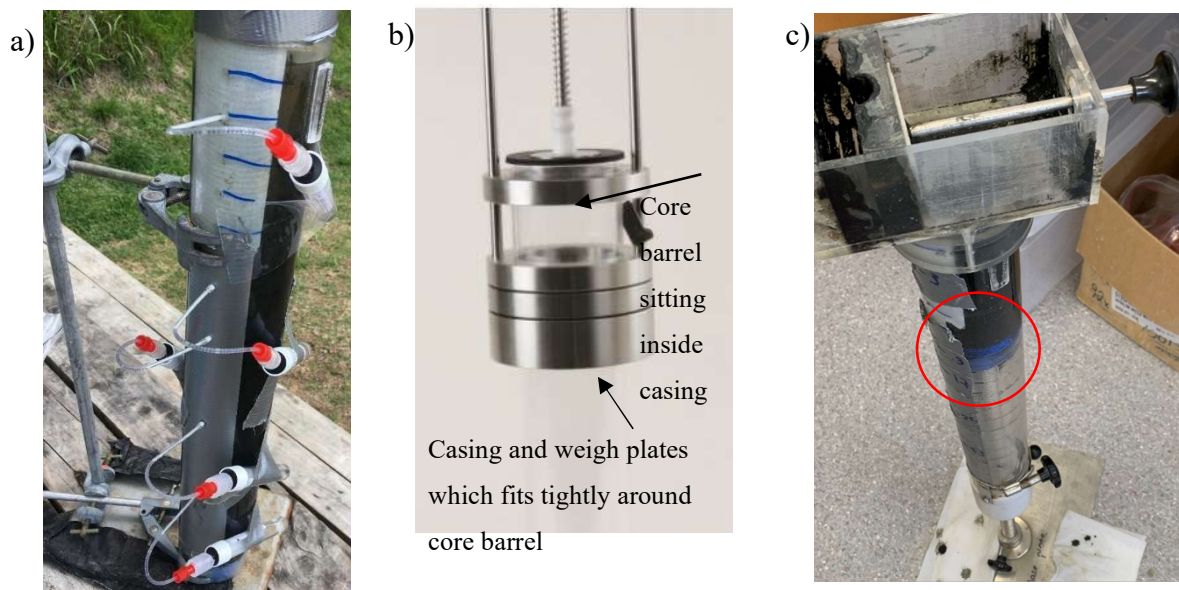 a)
b)
c)
Core
barrel
sitting
inside
casing
Casing and weigh plates
which fits tightly around
core barrel